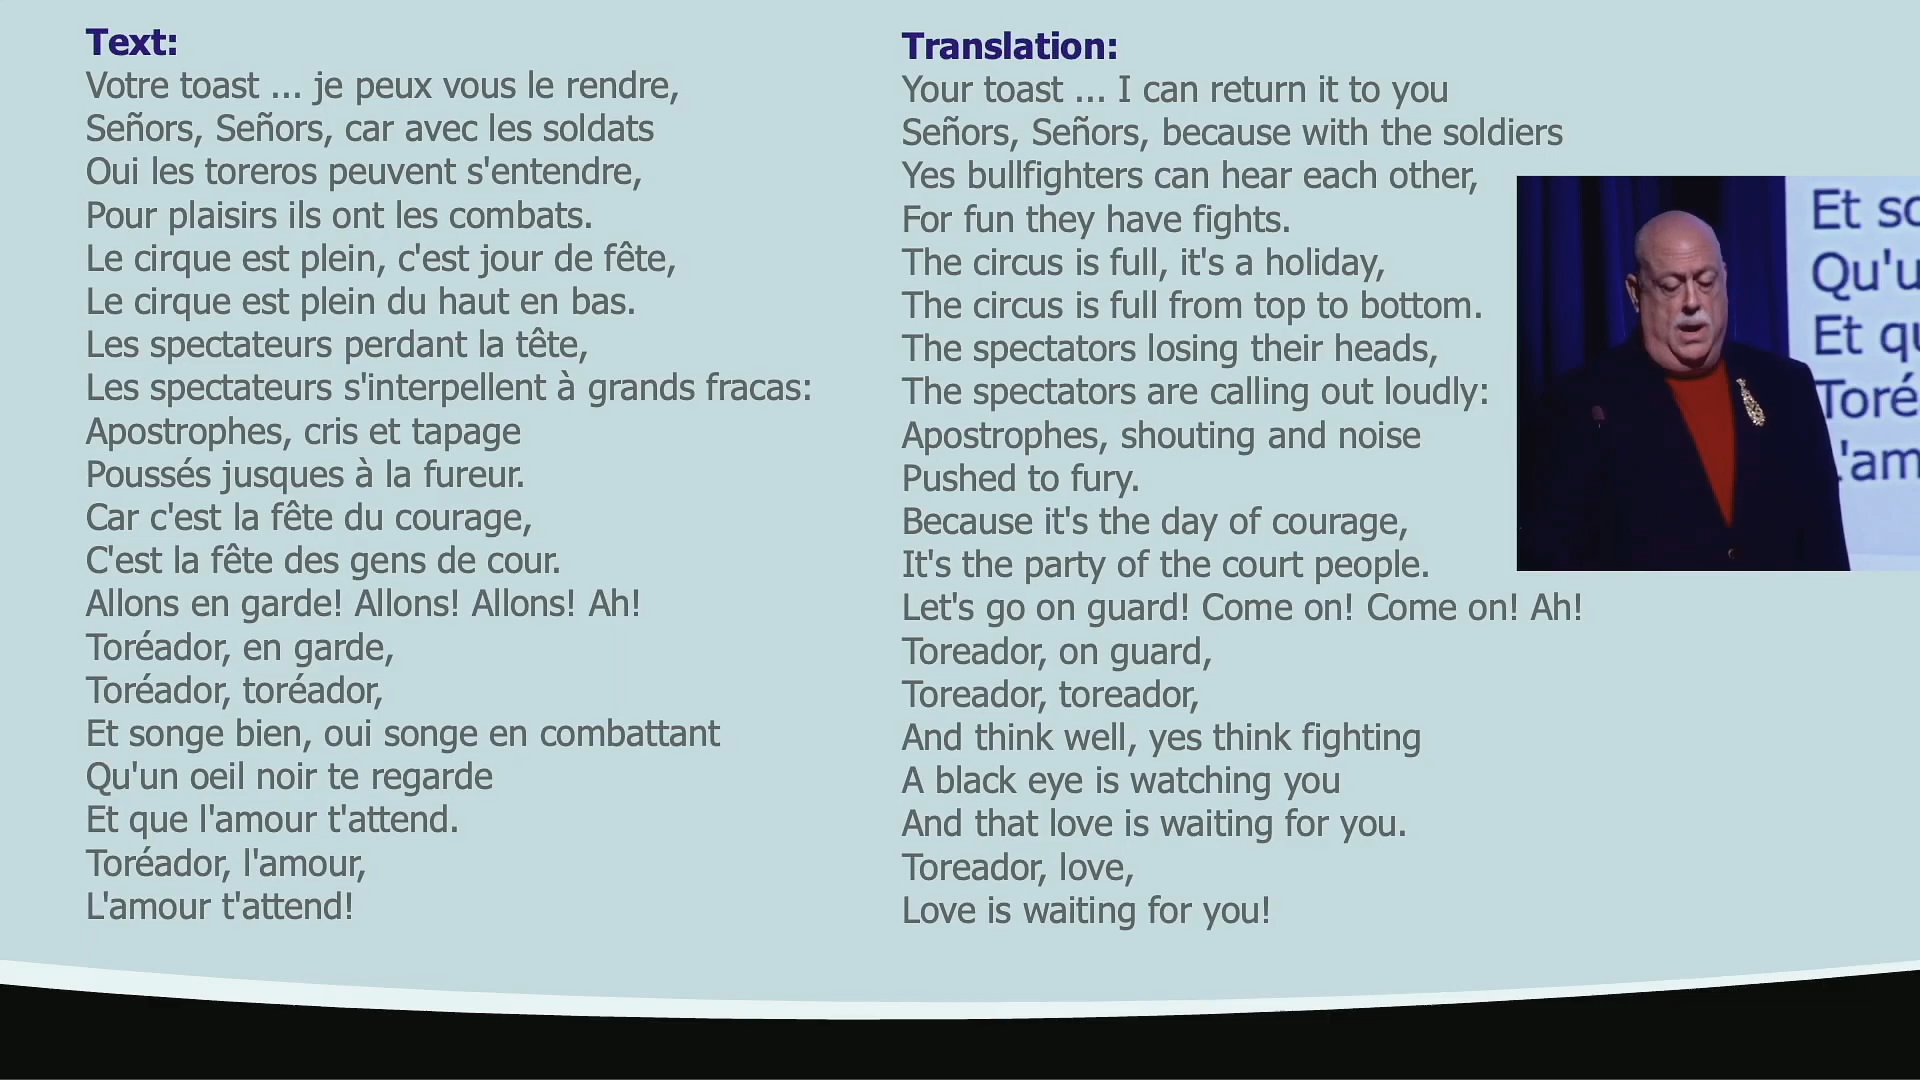 Text:
Votre toast ... je peux vous le rendre,
Señors, Señors, car avec les soldats
Oui les toreros peuvent s'entendre,
Pour plaisirs ils ont les combats.
Le cirque est plein, c'est jour de fête,
Le cirque est plein du haut en bas.
Les spectateurs perdant la tête,
Les spectateurs s'interpellent à grands fracas:
Apostrophes, cris et tapage
Poussés jusques à la fureur.
Car c'est la fête du courage,
C'est la fête des gens de cour.
Allons en garde! Allons! Allons! Ah!
Toréador, en garde,
Toréador, toréador,
Et songe bien, oui songe en combattant
Qu'un oeil noir te regarde
Et que l'amour t'attend.
Toréador, l'amour,
L'amour t'attend!
Translation:
Your toast ... I can return it to you
Señors, Señors, because with the soldiers
Yes bullfighters can hear each other,
For fun they have fights.
The circus is full, it's a holiday,
The circus is full from top to bottom.
The spectators losing their heads,
The spectators are calling out loudly:
Apostrophes, shouting and noise
Pushed to fury.
Because it's the day of courage,
It's the party of the court people.
Let's go on guard! Come on! Come on! Ah!
Toreador, on guard,
Toreador, toreador,
And think well, yes think fighting
A black eye is watching you
And that love is waiting for you.
Toreador, love,
Love is waiting for you!
Et so
Qu'u
Et qu
Toré
'am